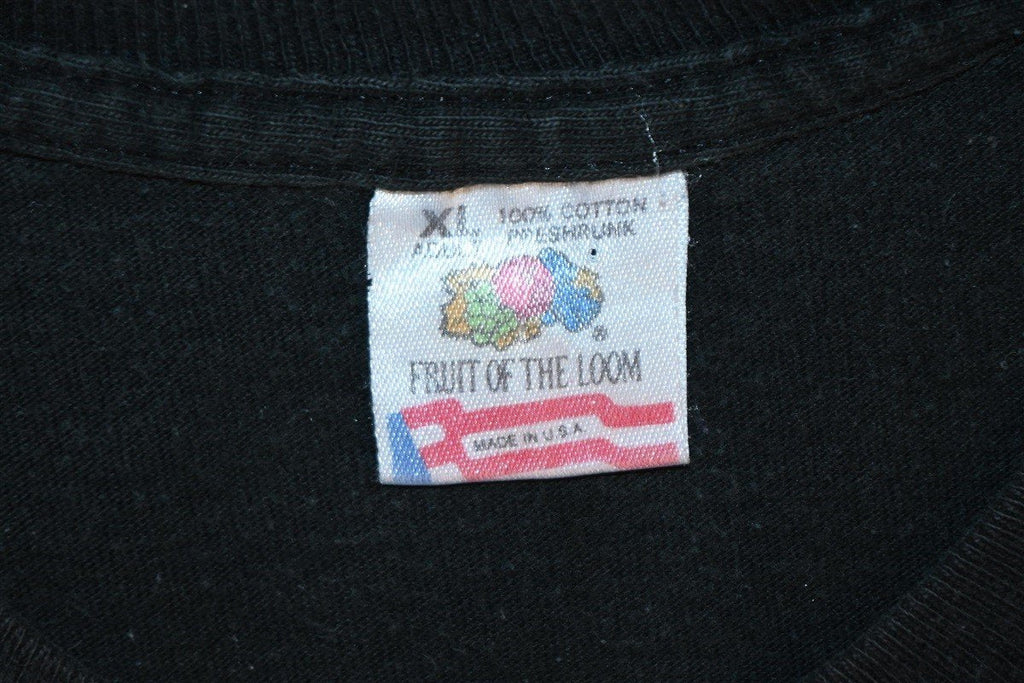 XL 100% COTTON
ADULT PRESHRUNK
®
FRUIT OF THE LOOM
MADE IN U.S.A.